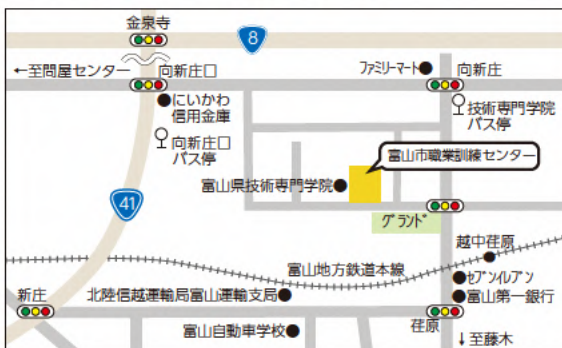 金泉寺
8
←至問屋センター
向新庄口
ファミリーマート●
向新庄
●にいかわ
信用金庫
技術専門学院
バス停
向新庄口
バス停
富山市職業訓練センター
富山県技術専門学院●
41
グランド
越中荏原
富山地方鉄道本線
●セブンイレブン
新庄
北陸信越運輸局富山運輸支局●
●富山第一銀行
富山自動車学校●
荏原
↓至藤木